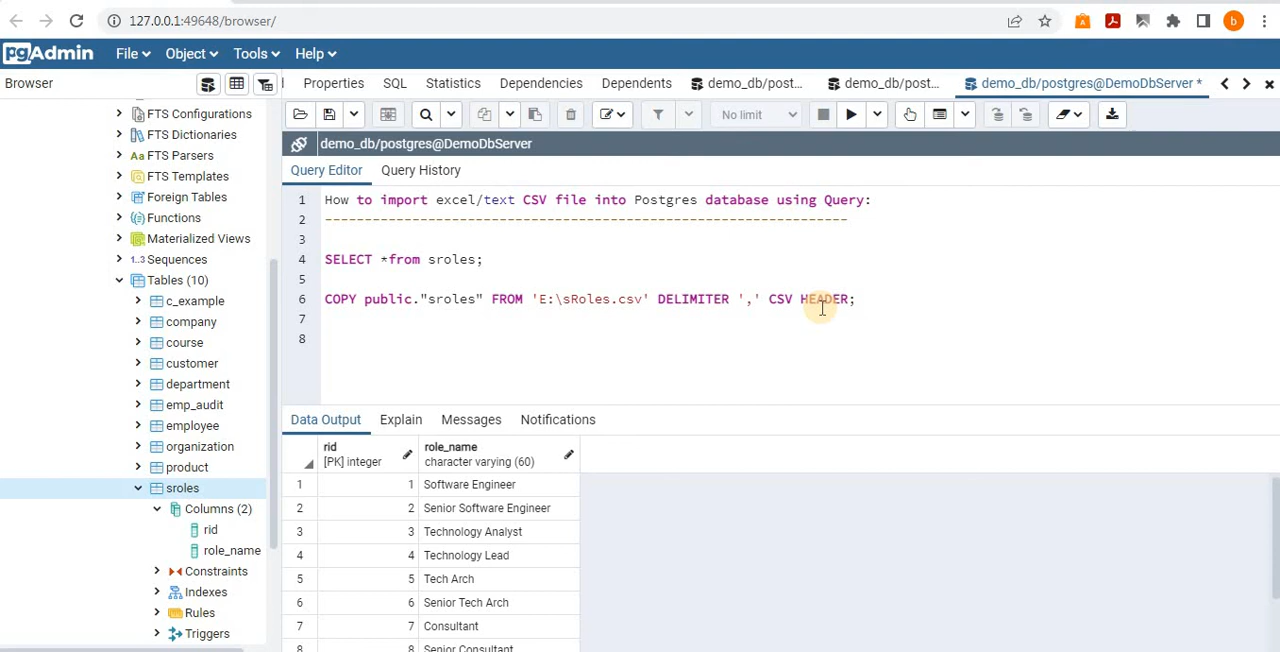 127.0.0.1:49648/browser/
b
pgAdmin File Object Tools Help
Browser
Properties SQL Statistics Dependencies Dependents demo_db/post... demo_db/post... demo_db/postgres@DemoDbServer *
No limit
demo_db/postgres@DemoDbServer
Query Editor Query History
1 How to import excel/text CSV file into Postgres database using Query:
2 ------------------------------------------------------------------
3
4 SELECT *from sroles;
5
6 COPY public."sroles" FROM 'E:\sRoles.csv' DELIMITER ',' CSV HEADER;
7
8
FTS Configurations
FTS Dictionaries
Aa FTS Parsers
FTS Templates
Foreign Tables
Functions
Materialized Views
1..3 Sequences
Tables (10)
c_example
company
course
customer
department
emp_audit
employee
organization
product
sroles
Columns (2)
rid
role_name
Constraints
Indexes
Rules
Triggers
Data Output Explain Messages Notifications
rid role_name
[PK] integer character varying (60)
1 1 Software Engineer
2 2 Senior Software Engineer
3 3 Technology Analyst
4 4 Technology Lead
5 5 Tech Arch
6 6 Senior Tech Arch
7 7 Consultant
8 8 Senior Consultant